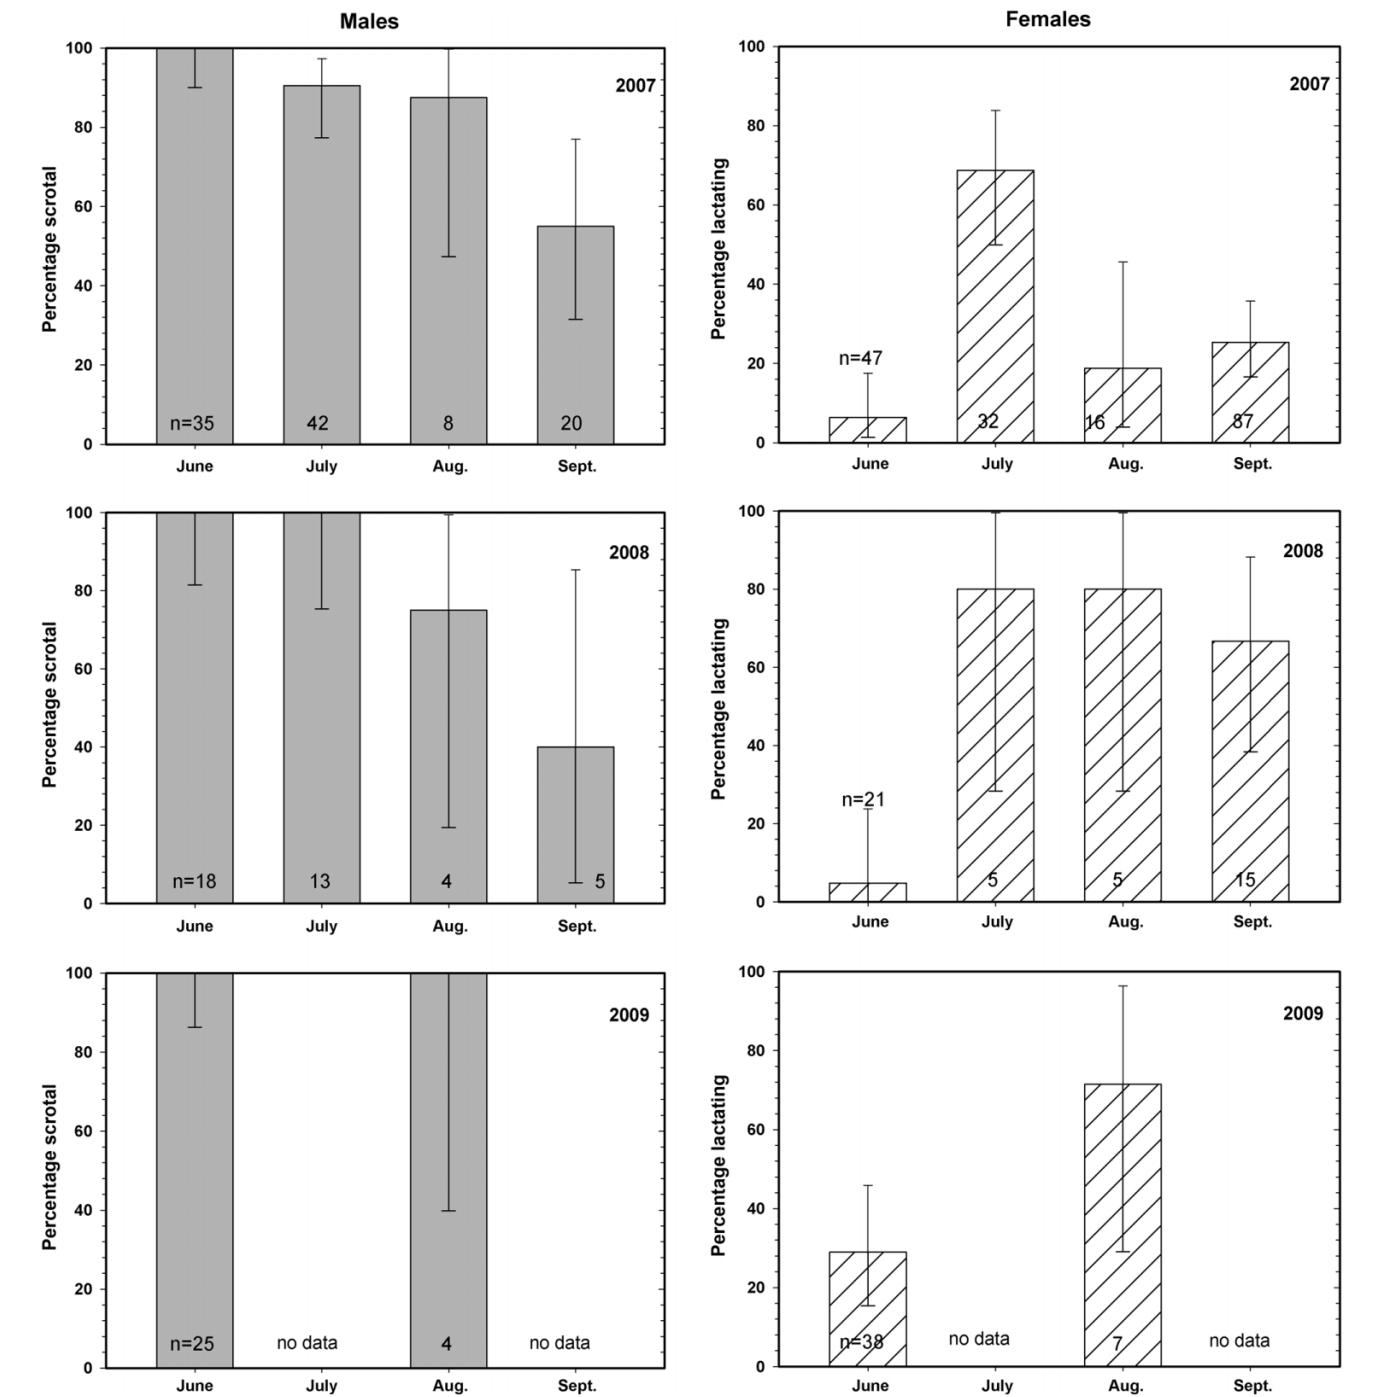 Males
Females
100
80
60
40
20
0
Percentage scrotal
2007
n=35
42
8
20
June
July
Aug.
Sept.
100
80
60
40
20
0
Percentage lactating
2007
n=47
32
16
87
June
July
Aug.
Sept.
100
80
60
40
20
0
Percentage scrotal
2008
n=18
13
4
5
June
July
Aug.
Sept.
100
80
60
40
20
0
Percentage lactating
2008
n=21
5
5
15
June
July
Aug.
Sept.
100
80
60
40
20
0
Percentage scrotal
2009
n=25
no data
4
no data
June
July
Aug.
Sept.
100
80
60
40
20
0
Percentage lactating
2009
n=38
no data
7
no data
June
July
Aug.
Sept.